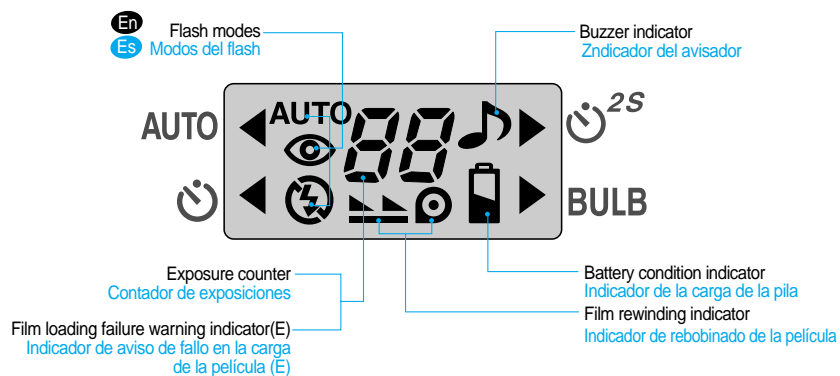 En
Es
Flash modes
Modos del flash
Buzzer indicator
Zndicador del avisador
AUTO
AUTO
88
2S
BULB
Exposure counter
Contador de exposiciones
Film loading failure warning indicator(E)
Indicador de aviso de fallo en la carga
de la película (E)
Battery condition indicator
Indicador de la carga de la pila
Film rewinding indicator
Indicador de rebobinado de la película